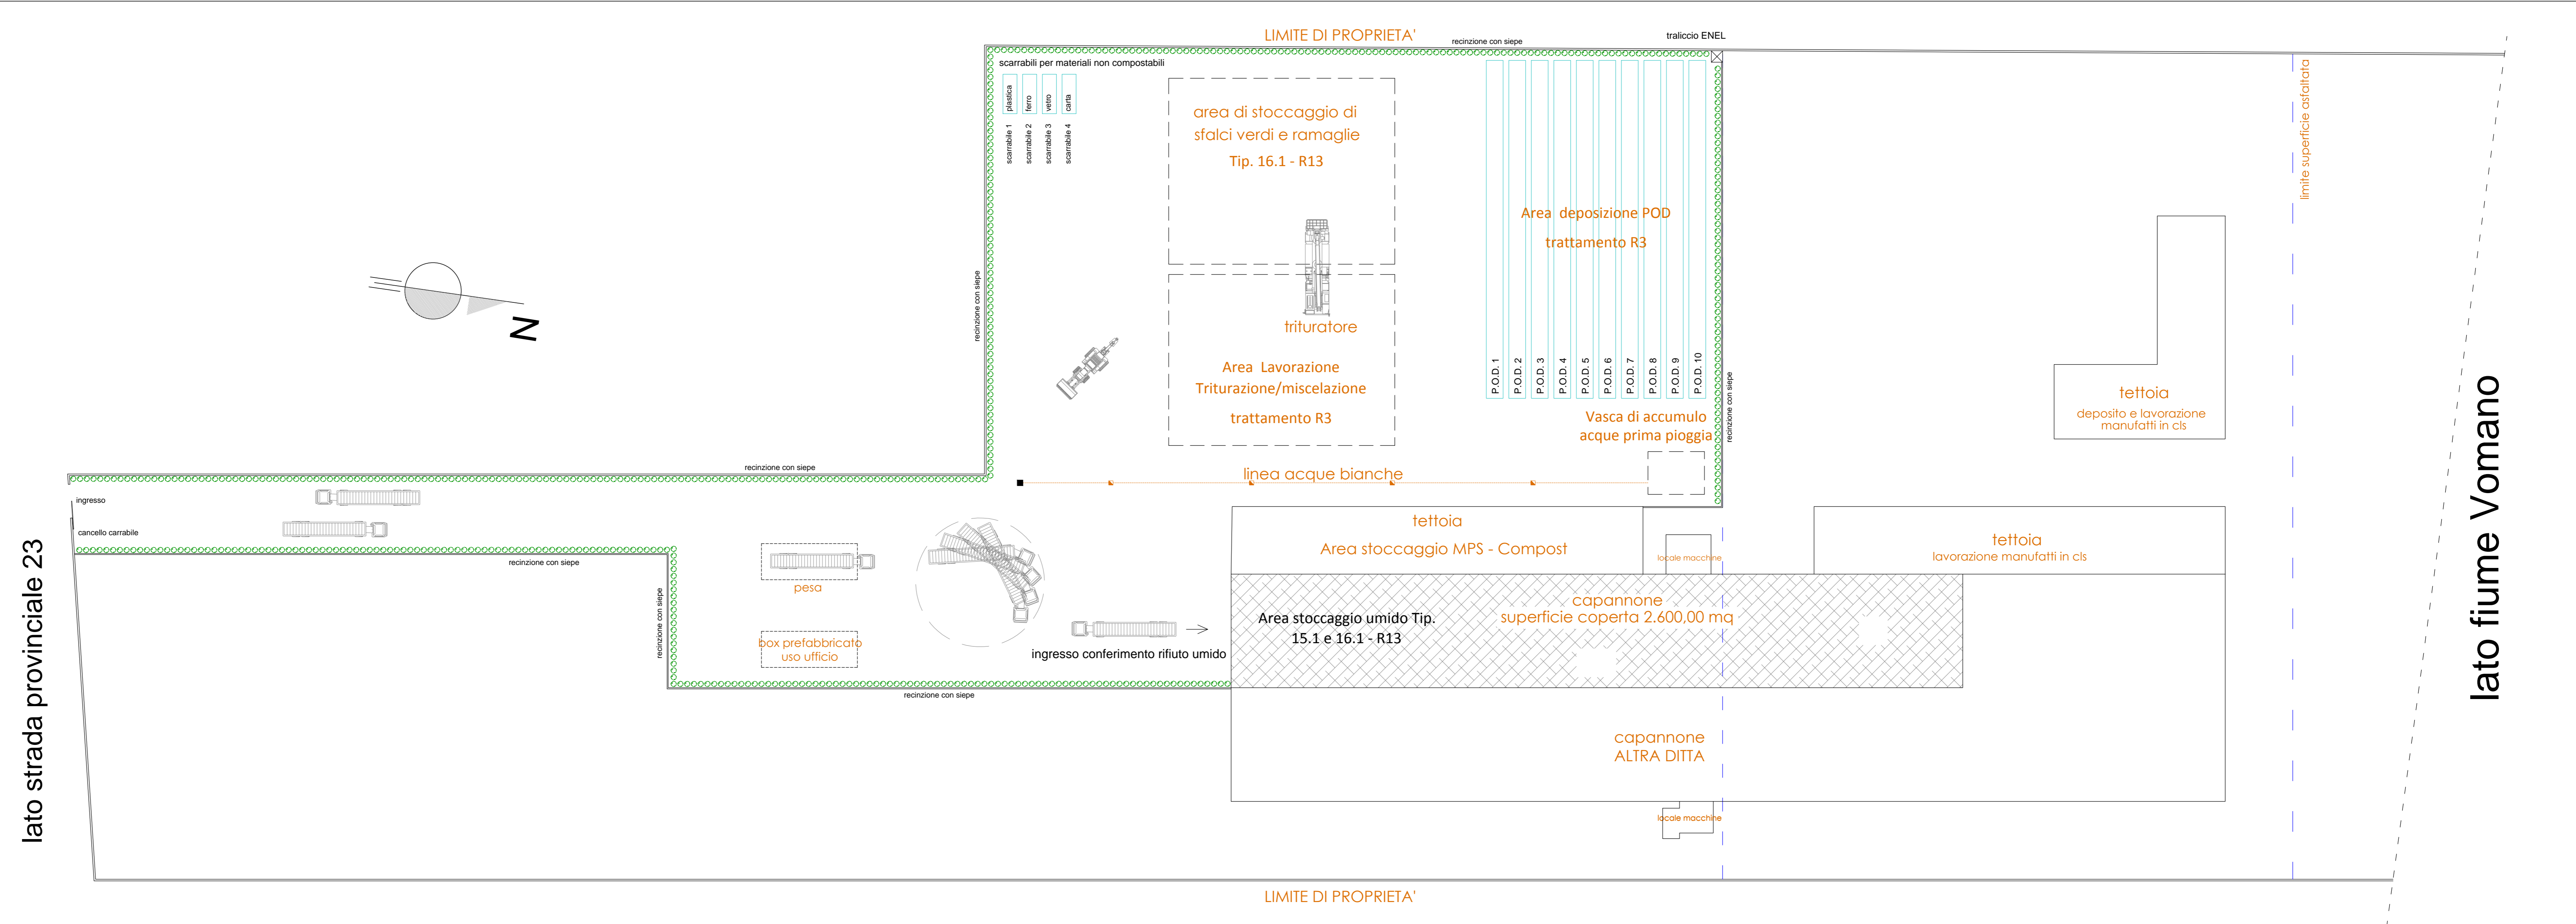 LIMITE DI PROPRIETA'
recinzione con siepe
traliccio ENEL
scarrabili per materiali non compostabili
plastica
ferro
vetro
carta
scarrabile 1
scarrabile 2
scarrabile 3
scarrabile 4
area di stoccaggio di
sfalci verdi e ramaglie
Tip. 16.1 - R13
Area deposizione POD
trattamento R3
limite superficie asfaltata
recinzione con siepe
N
trituratore
Area Lavorazione
Triturazione/miscelazione
trattamento R3
P.O.D. 1
P.O.D. 2
P.O.D. 3
P.O.D. 4
P.O.D. 5
P.O.D. 6
P.O.D. 7
P.O.D. 8
P.O.D. 9
P.O.D. 10
recinzione con siepe
Vasca di accumulo
acque prima pioggia
tettoia
deposito e lavorazione
manufatti in cls
lato fiume Vomano
recinzione con siepe
linea acque bianche
ingresso
cancello carrabile
lato strada provinciale 23
recinzione con siepe
recinzione con siepe
pesa
box prefabbricato
uso ufficio
tettoia
Area stoccaggio MPS - Compost
locale macchine
tettoia
lavorazione manufatti in cls
Area stoccaggio umido Tip.
15.1 e 16.1 - R13
capannone
superficie coperta 2.600,00 mq
ingresso conferimento rifiuto umido
recinzione con siepe
capannone
ALTRA DITTA
locale macchine
LIMITE DI PROPRIETA'